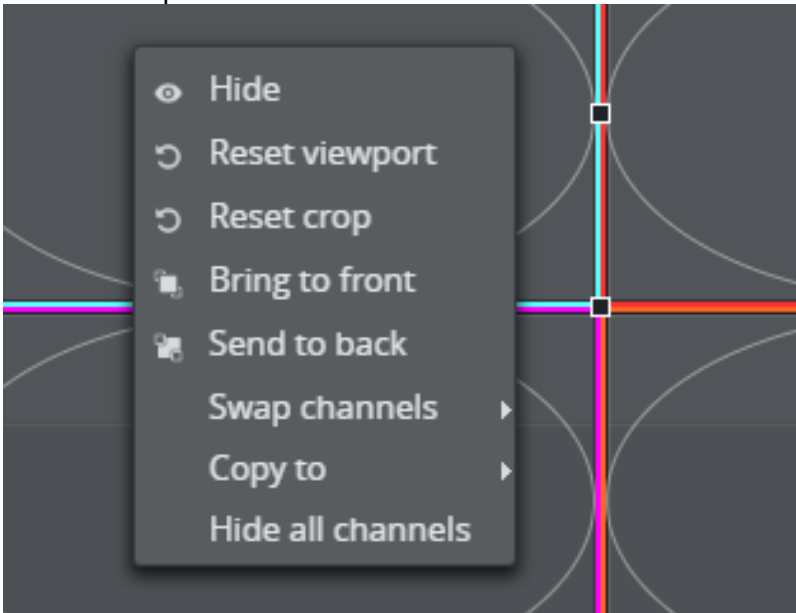 Hide
Reset viewport
Reset crop
Bring to front
Send to back
Swap channels
Copy to
Hide all channels